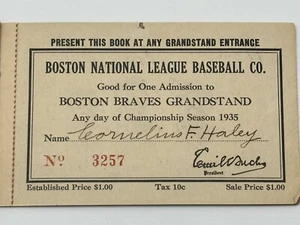 PRESENT THIS BOOK AT ANY GRANDSTAND ENTRANCE
BOSTON NATIONAL LEAGUE BASEBALL CO.
Good for One Admission to
BOSTON BRAVES GRANDSTAND
Any day of Championship Season 1935
Name Cornelius F. Haley
No 3257
President
Established Price $1.00 Tax 10c Sale Price $1.00